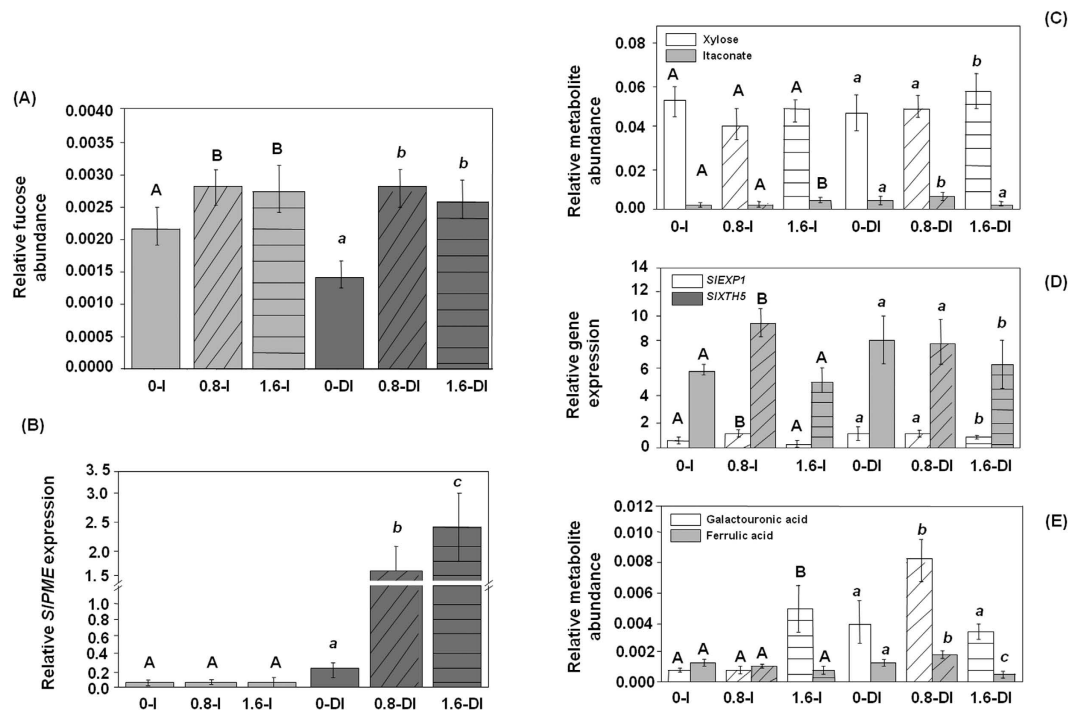 (A)
Relative fucose
abundance
0.0040
0.0035
0.0030
0.0025
0.0020
0.0015
0.0010
0.0005
0.0000
A
B
B
a
b
b
0-I 0.8-I 1.6-I 0-DI 0.8-DI 1.6-DI
(B)
Relative SlPME expression
3. 5
3.0
2.5
2.0
1.5
1.0
0.8
0.6
0.4
0.2
0.0
A
A
A
a
b
c
0-I 0.8-I 1.6-I 0-DI 0.8-DI 1.6-DI
(C)
Relative metabolite
abundance
0.08
0.06
0.04
0.02
0.00
Xylose
Itaconate
A A A a a b
A A B a b a
0-I 0.8-I 1.6-I 0-DI 0.8-DI 1.6-DI
(D)
Relative gene
expression
14
12
10
8
6
4
2
0
SlEXP1
SlXTH5
A B A a a b
A B A a a b
0-I 0.8-I 1.6-I 0-DI 0.8-DI 1.6-DI
(E)
Relative metabolite
abundance
0.012
0.010
0.008
0.006
0.004
0.002
0.000
Galactouronic acid
Ferrulic acid
A A B a b a
A A A a b c
0-I 0.8-I 1.6-I 0-DI 0.8-DI 1.6-DI